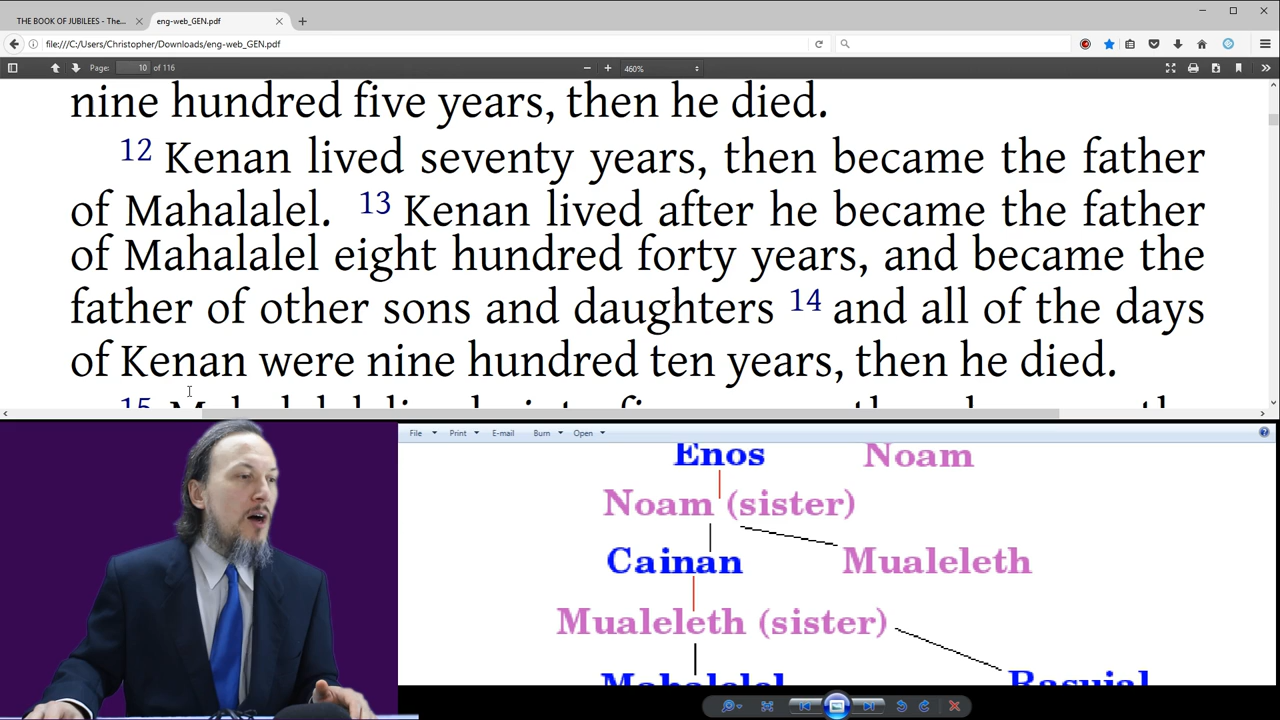 THE BOOK OF JUBILEES - The...
eng-web_GEN.pdf
file:///C:/Users/Christopher/Downloads/eng-web_GEN.pdf
Page: 10 of 116
460%
nine hundred five years, then he died.
12 Kenan lived seventy years, then became the father
of Mahalalel. 13 Kenan lived after he became the father
of Mahalalel eight hundred forty years, and became the
father of other sons and daughters 14 and all of the days
of Kenan were nine hundred ten years, then he died.
15
File Print E-mail Burn Open
Enos Noam
Noam (sister)
Cainan Mualeleth
Mualeleth (sister)
Mahalalel Rasujal